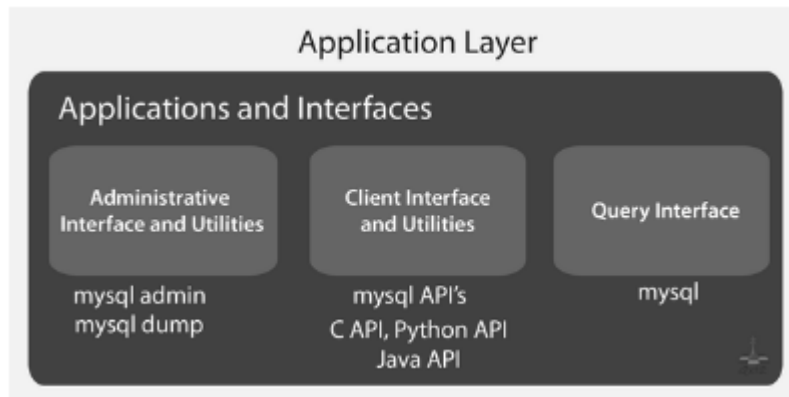 Application Layer
Applications and Interfaces
Administrative
Interface and Utilities
mysql admin
mysql dump
Client Interface
and Utilities
mysql API's
C API, Python API
Java API
Query Interface
mysql